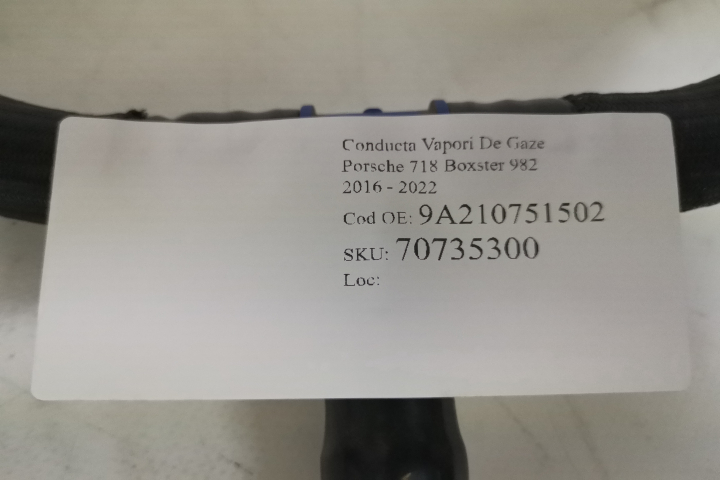 Conducta Vapori De Gaze
Porsche 718 Boxster 982
2016 - 2022
Cod OE: 9A210751502
SKU: 70735300
Loc: